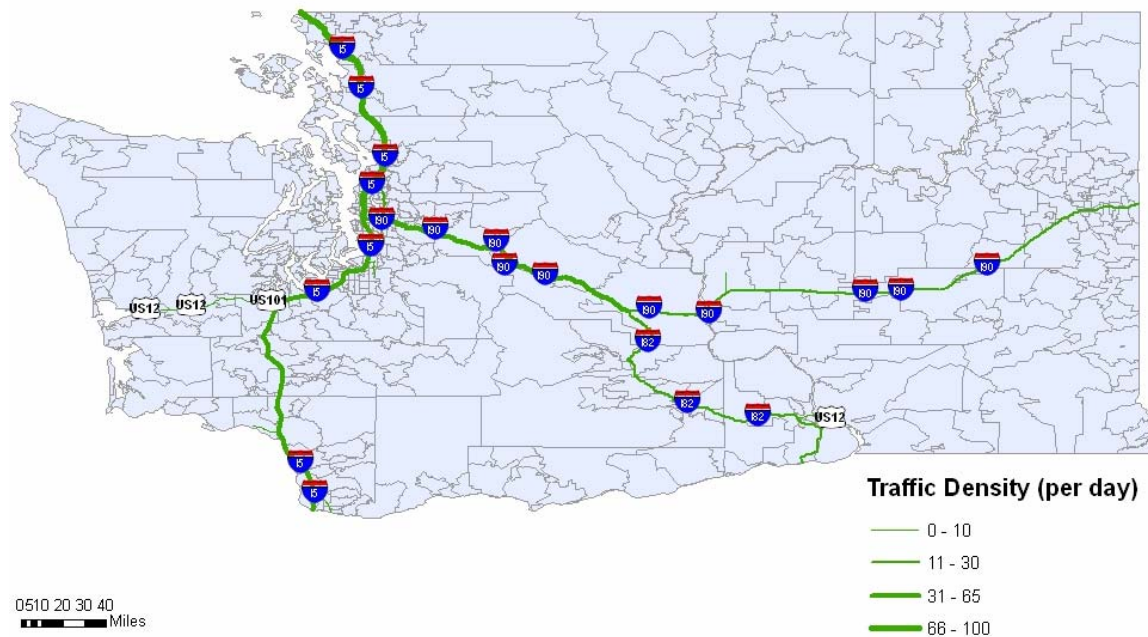 I5
I5
I5
I5
I90
I90
I90
I5
I90
I90
I90
I90
I90
I5
US101
US12
US12
I90
I90
I82
I82
I82
US12
I5
I5
Traffic Density (per day)
0 - 10
11 - 30
31 - 65
66 - 100
0510 20 30 40
Miles